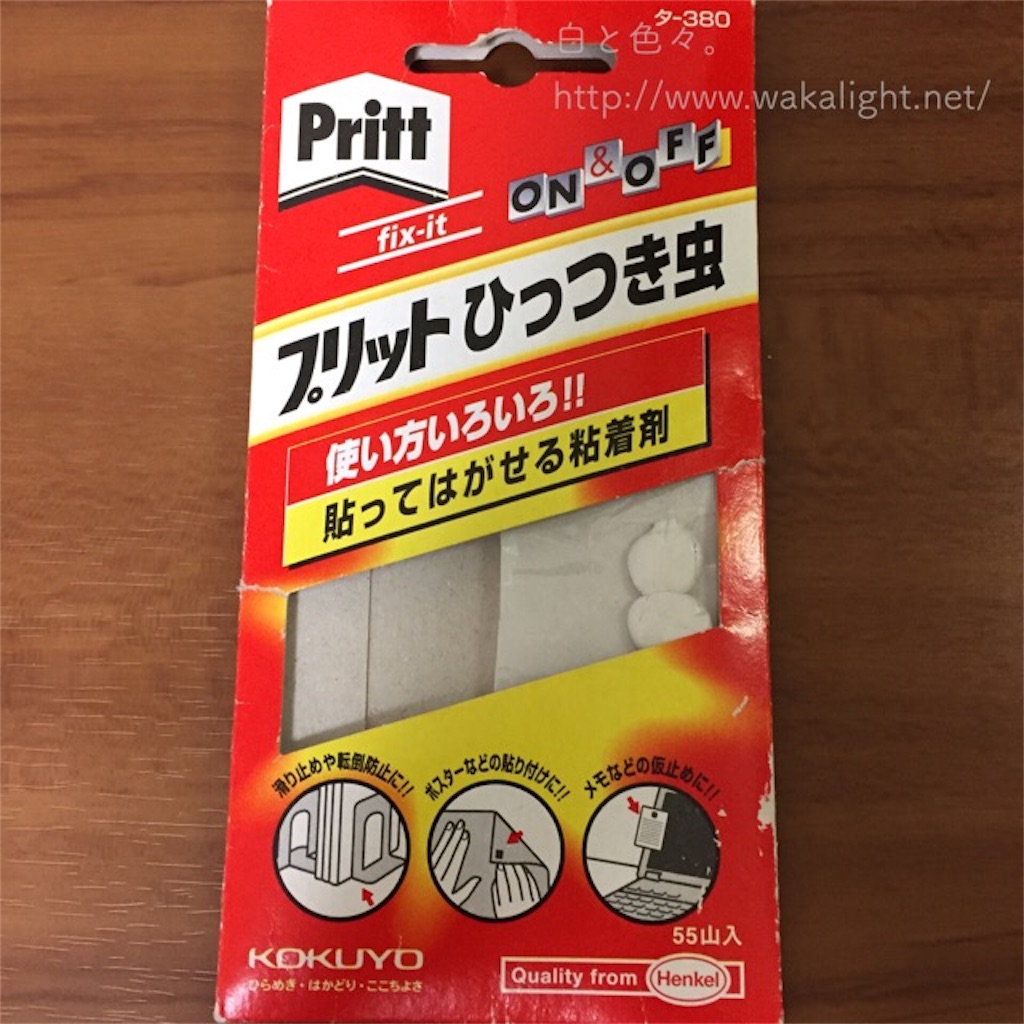 タ-380
白と色々。
http://www.wakalight.net/
Pritt
fix-it
ON & OFF
プリットひっつき虫
使い方いろいろ!!
貼ってはがせる粘着剤
滑り止めや転倒防止に!!
ポスターなどの貼り付けに!!
メモなどの仮止めに!!
55山入
KOKUYO
ひらめき・はかどり・ここちよさ
Quality from Henkel